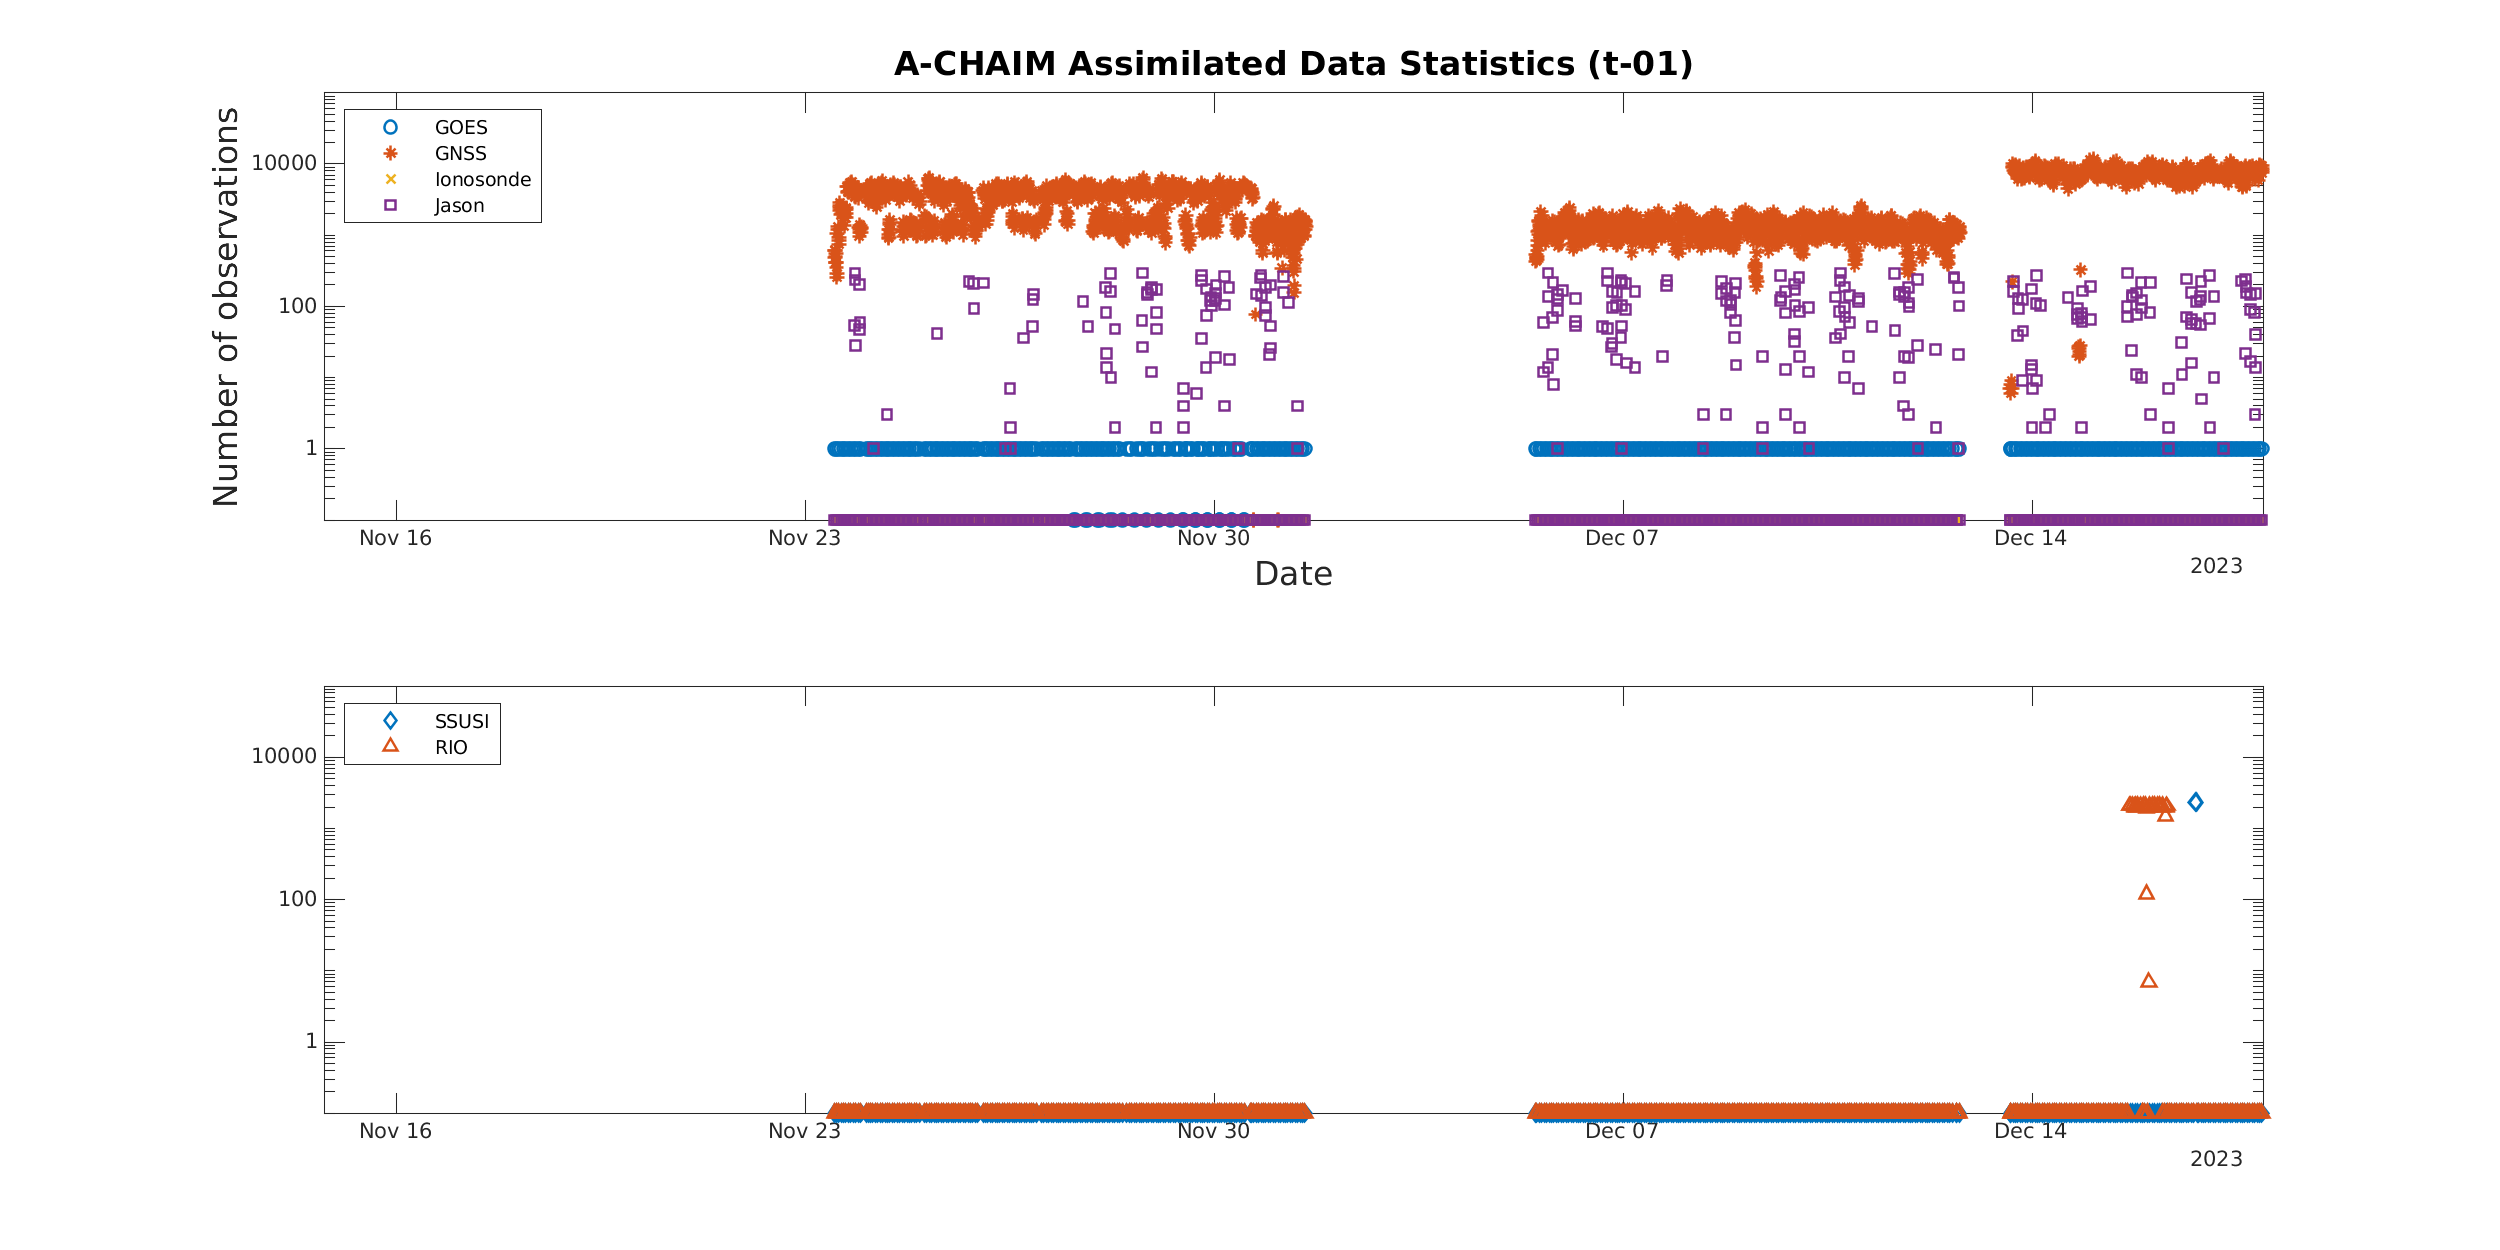 A-CHAIM Assimilated Data Statistics (t-01)
Number of observations
GOES
GNSS
Ionosonde
Jason
10000
100
1
Nov 16 Nov 23 Nov 30 Dec 07 Dec 14
2023
Date
SSUSI
RIO
10000
100
1
Nov 16 Nov 23 Nov 30 Dec 07 Dec 14
2023